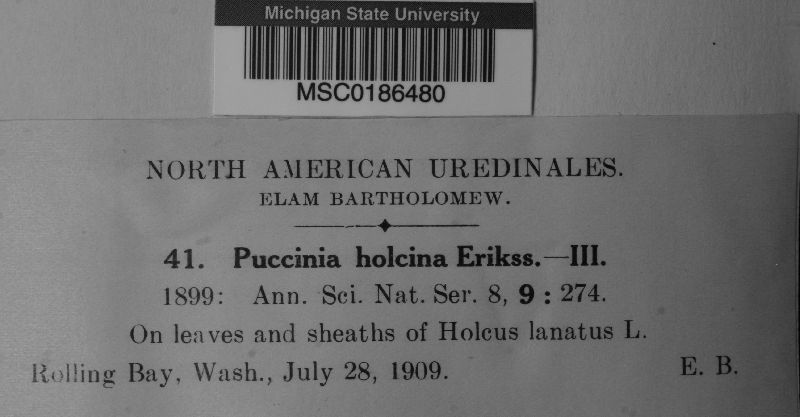 Michigan State University
MSC0186480
NORTH AMERICAN UREDINALES.
ELAM BARTHOLOMEW.
41. Puccinia holcina Erikss.—III.
1899: Ann. Sci. Nat. Ser. 8, 9 : 274.
On leaves and sheaths of Holcus lanatus L.
Rolling Bay, Wash., July 28, 1909. E. B.